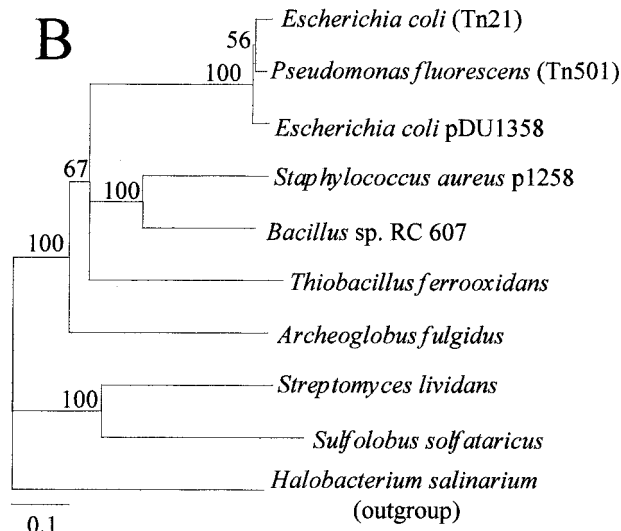 B
Escherichia coli (Tn21)
56
Pseudomonas fluorescens (Tn501)
100
Escherichia coli pDU1358
67
Staphylococcus aureus p1258
100
Bacillus sp. RC 607
100
Thiobacillus ferrooxidans
Archeoglobus fulgidus
Streptomyces lividans
100
Sulfolobus solfataricus
Halobacterium salinarium
(outgroup)
0.1